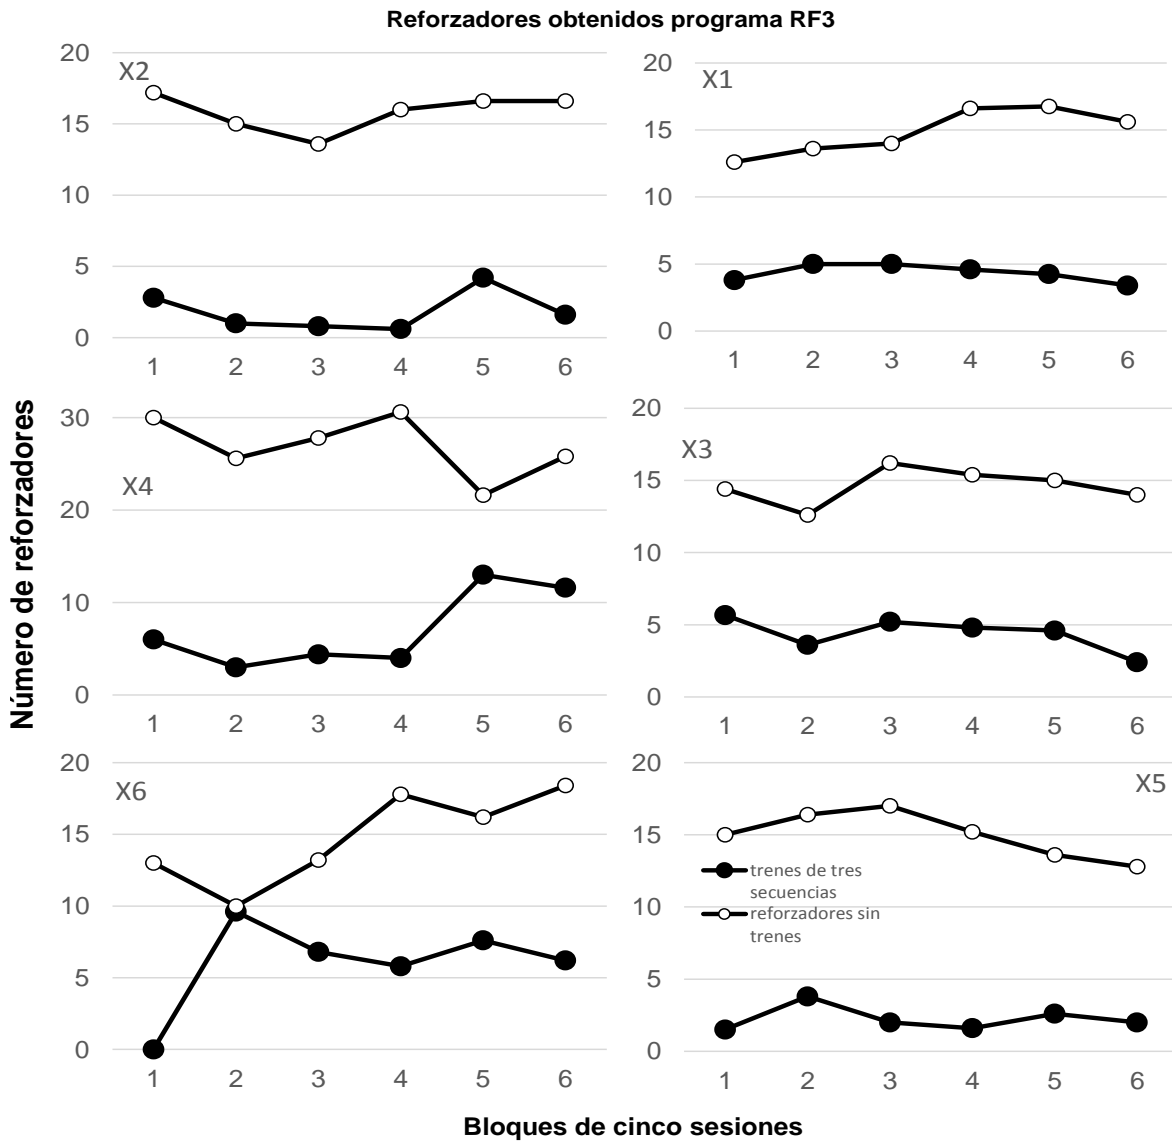 Reforzadores obtenidos programa RF3
Número de reforzadores
X2
20
15
10
5
0
1 2 3 4 5 6
X1
20
15
10
5
0
1 2 3 4 5 6
X4
30
20
10
0
1 2 3 4 5 6
X3
20
15
10
5
0
1 2 3 4 5 6
X6
20
15
10
5
0
1 2 3 4 5 6
X5
20
15
10
5
0
1 2 3 4 5 6
trenes de tres
secuencias
reforzadores sin
trenes
Bloques de cinco sesiones